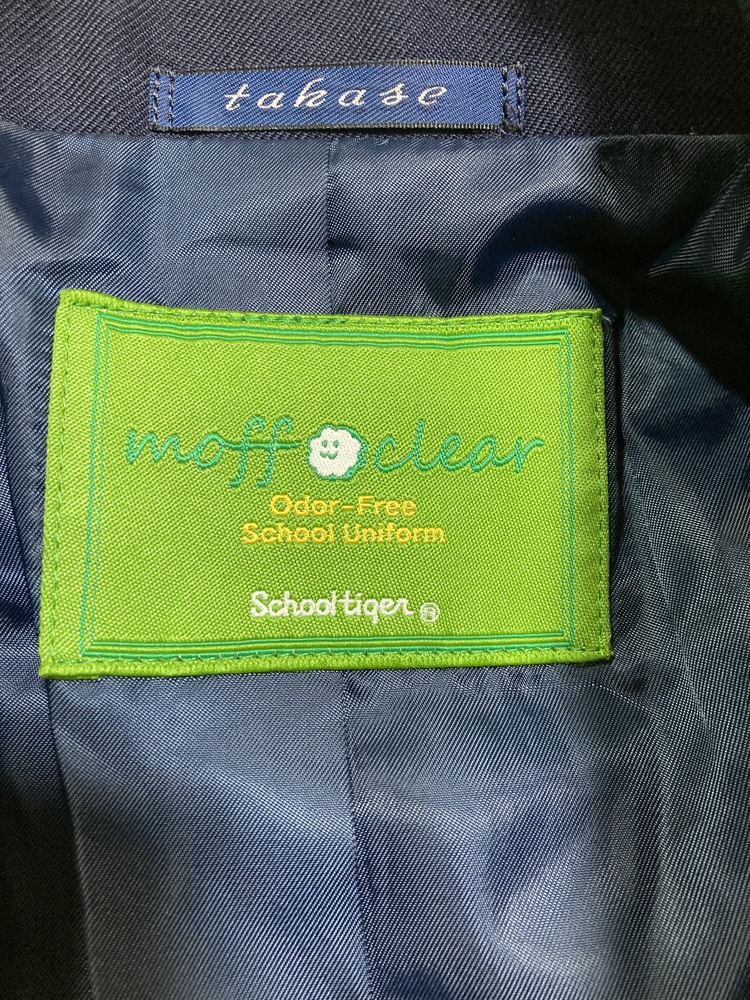 takase
moff clear
Odor-Free
School Uniform
Schooltiger